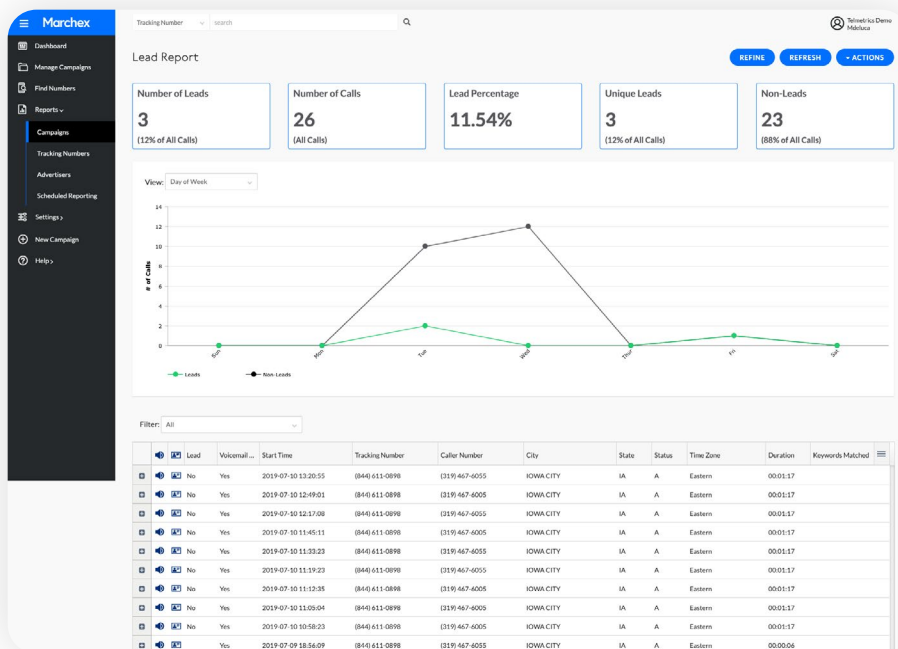 Marchex
Tracking Number search
Telmetrics Demo
Mdeluca
Dashboard
Manage Campaigns
Find Numbers
Reports
Campaigns
Tracking Numbers
Advertisers
Scheduled Reporting
Settings >
New Campaign
Help >
Lead Report
REFINE REFRESH ACTIONS
Number of Leads
3
(12% of All Calls)
Number of Calls
26
(All Calls)
Lead Percentage
11.54%
Unique Leads
3
(12% of All Calls)
Non-Leads
23
(88% of All Calls)
View: Day of Week
14
12
10
8
6
4
2
0
# of Calls
Sun Mon Tue Wed Thur Fri Sat
Leads Non-Leads
Filter: All
Lead Voicemail ... Start Time Tracking Number Caller Number City State Status Time Zone Duration Keywords Matched
No Yes 2019-07-10 13:20:55 (844) 611-0898 (319) 467-6055 IOWA CITY IA A Eastern 00:01:17
No Yes 2019-07-10 12:49:01 (844) 611-0898 (319) 467-6005 IOWA CITY IA A Eastern 00:01:17
No Yes 2019-07-10 12:17:08 (844) 611-0898 (319) 467-6055 IOWA CITY IA A Eastern 00:01:17
No Yes 2019-07-10 11:45:11 (844) 611-0898 (319) 467-6005 IOWA CITY IA A Eastern 00:01:17
No Yes 2019-07-10 11:33:23 (844) 611-0898 (319) 467-6055 IOWA CITY IA A Eastern 00:01:17
No Yes 2019-07-10 11:19:23 (844) 611-0898 (319) 467-6055 IOWA CITY IA A Eastern 00:01:17
No Yes 2019-07-10 11:12:35 (844) 611-0898 (319) 467-6005 IOWA CITY IA A Eastern 00:01:17
No Yes 2019-07-10 11:05:04 (844) 611-0898 (319) 467-6005 IOWA CITY IA A Eastern 00:01:17
No Yes 2019-07-10 10:58:23 (844) 611-0898 (319) 467-6005 IOWA CITY IA A Eastern 00:01:17
Yes 2019-07-09 18:56:09 (844) 611-0898 (319) 467-6055 IOWA CITY IA A Eastern 00:00:06